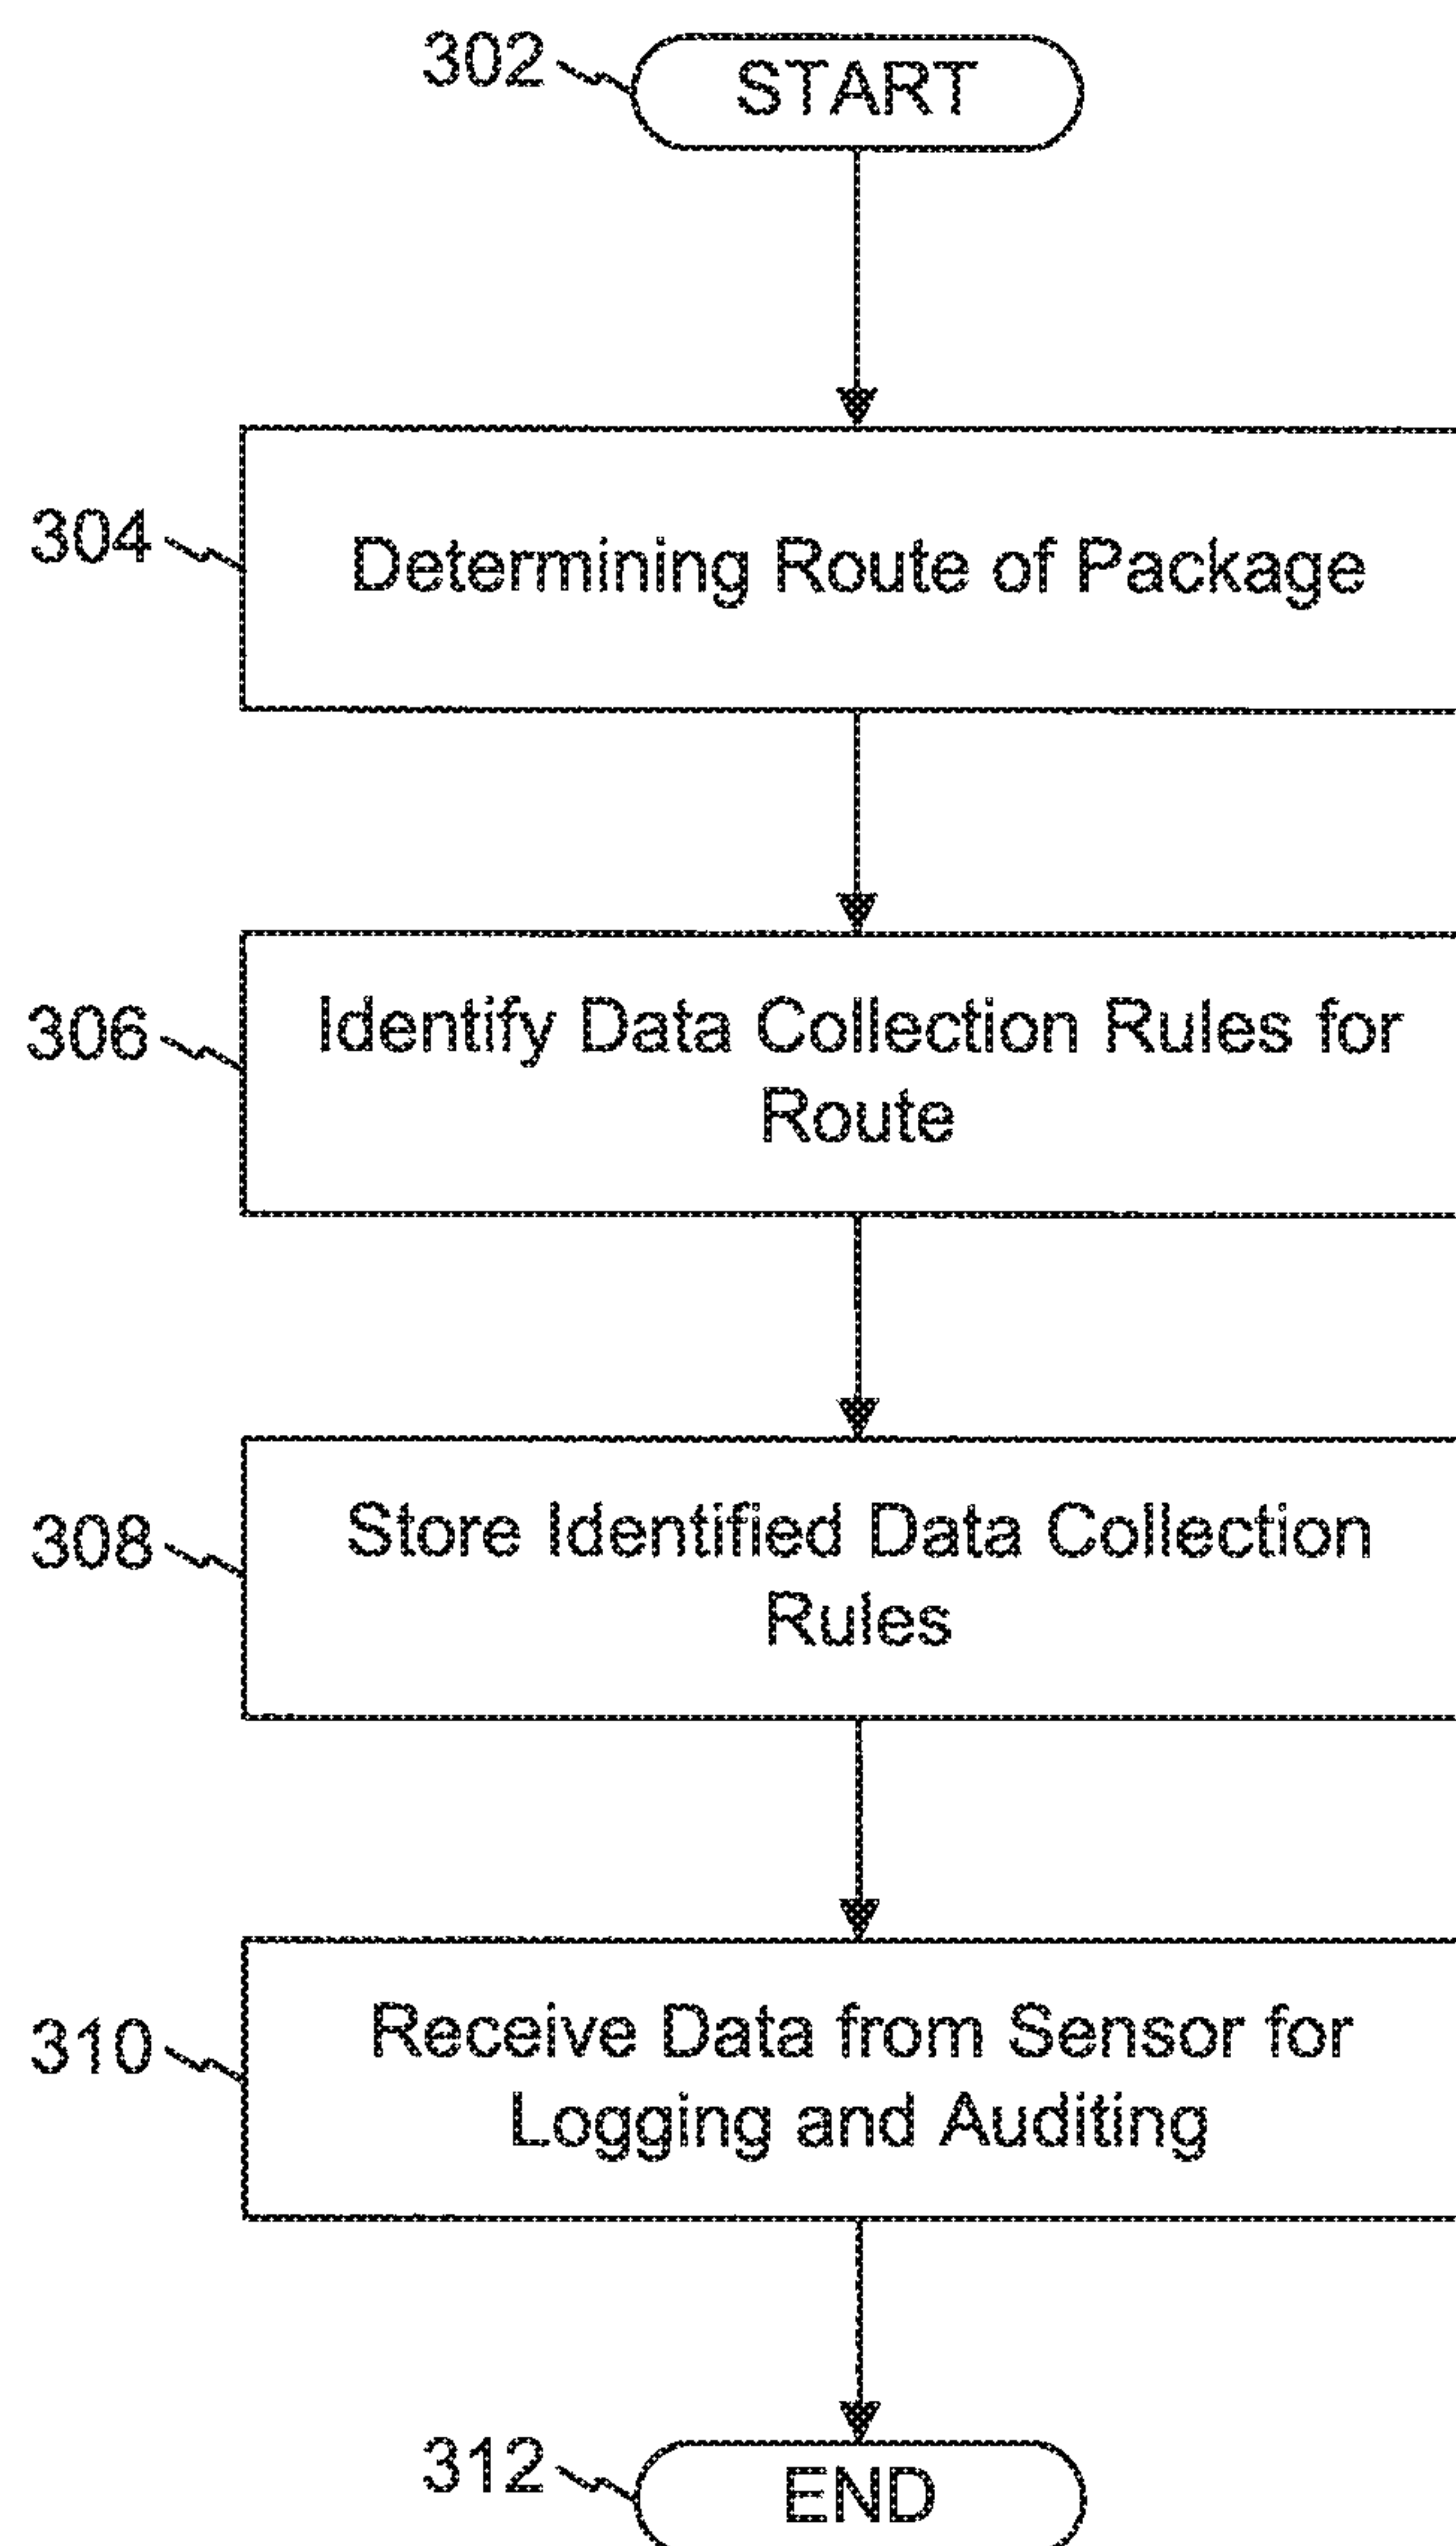 302
START
304
Determining Route of Package
306
Identify Data Collection Rules for
Route
308
Store Identified Data Collection
Rules
310
Receive Data from Sensor for
Logging and Auditing
312
END